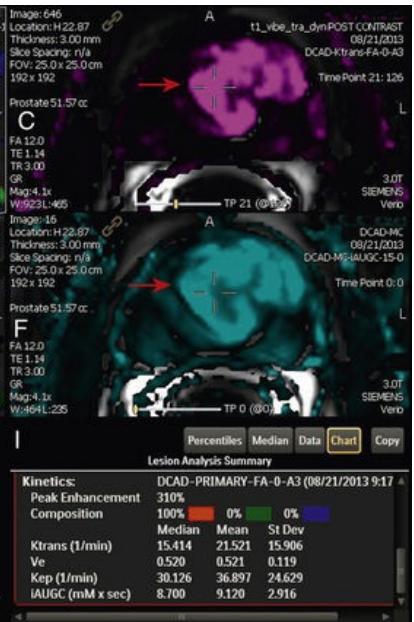 Image: 646
Location: H22.87
Thickness: 3.00 mm
Slice Spacing: n/a
FOV: 25.0 x 25.0 cm
192 x 192
Prostate 51.57 cc
C
FA 12.0
TE 1.14
TR 3.00
GR
Mag: 4.1x
W:923L:465
A
t1_vibe_tra_dyn POST CONTRAST
08/21/2013
DCAD-Ktrans-FA-0-A3
Time Point 21: 126
L
3.0T
SIEMENS
Verio
TP 21 (@
Image: 16
Location: H22.87
Thickness: 3.00 mm
Slice Spacing: n/a
FOV: 25.0 x 25.0 cm
192 x 192
Prostate 51.57 cc
F
FA 12.0
TE 1.14
TR 3.00
GR
Mag: 4.1x
W:464L:235
A
DCAD-MC
08/21/2013
DCAD-MC-iAUGC-15-0
Time Point 0: 0
L
3.0T
SIEMENS
Verio
TP 0 (@0)
I
Percentiles Median Data Chart Copy
Lesion Analysis Summary
Kinetics: DCAD-PRIMARY-FA-0-A3 (08/21/2013 9:17
Peak Enhancement 310%
Composition 100% 0% 0%
Median Mean St Dev
Ktrans (1/min) 15.414 21.521 15.906
Ve 0.520 0.521 0.119
Kep (1/min) 30.126 36.897 24.629
iAUGC (mM x sec) 8.700 9.120 2.916